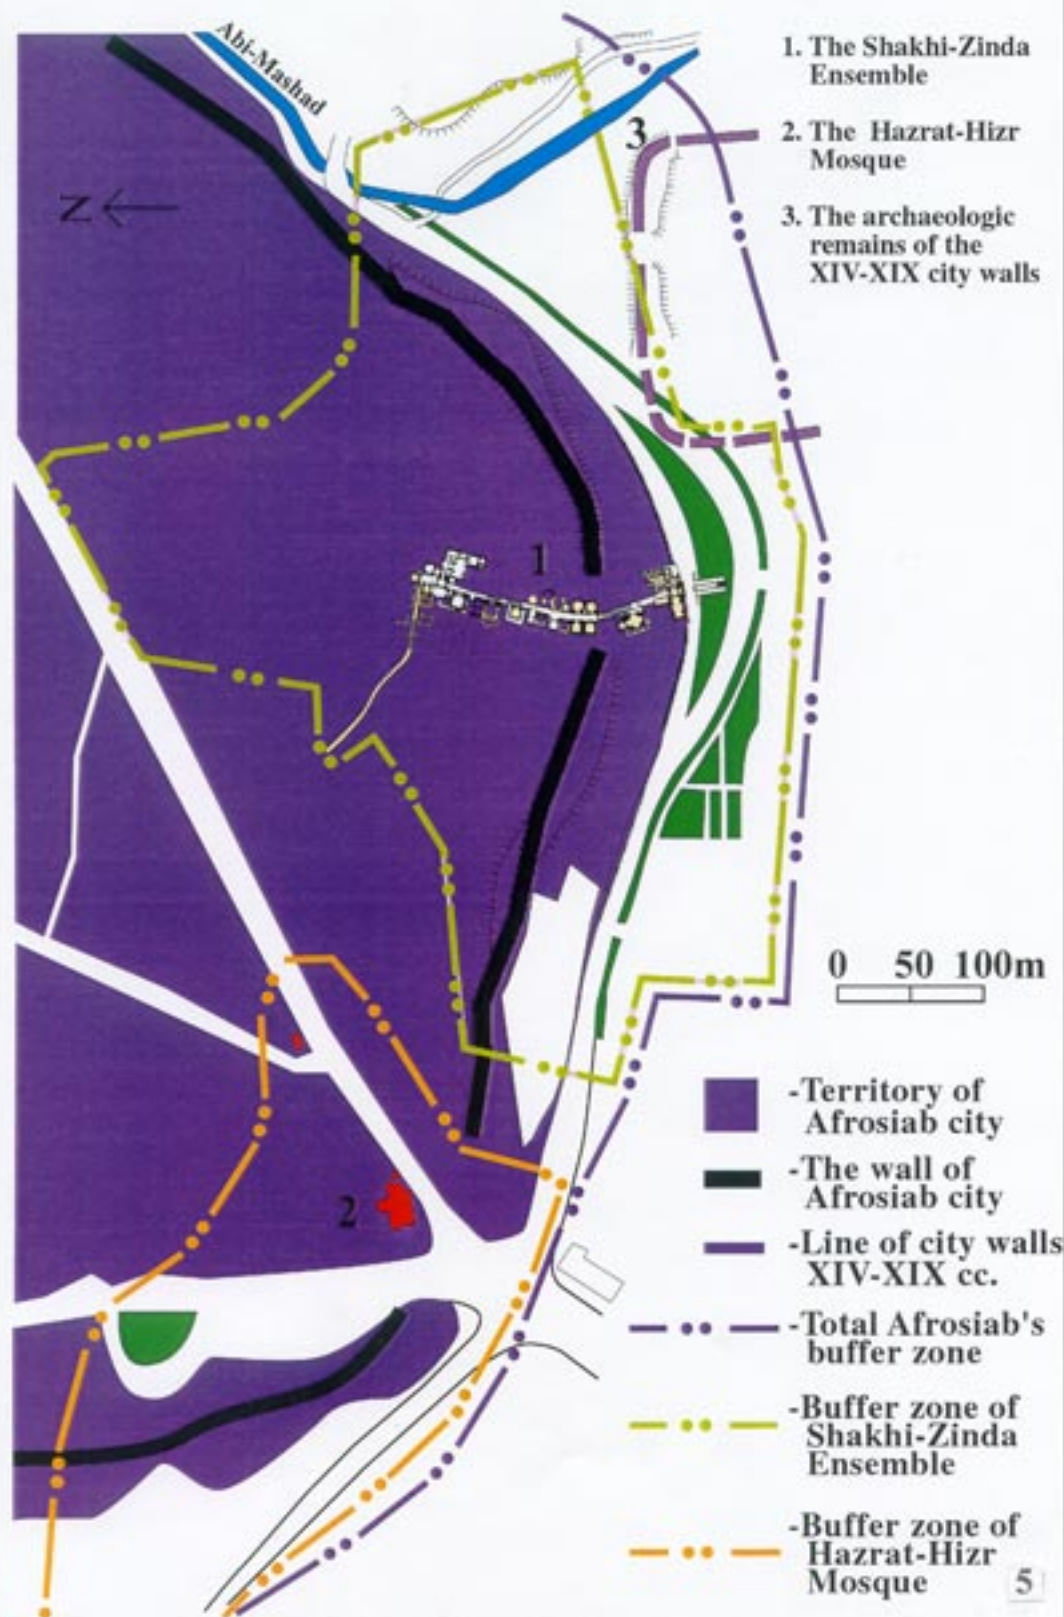 Abi-Mashad
1. The Shakhi-Zinda
Ensemble
2. The Hazrat-Hizr
Mosque
3. The archaeologic
remains of the
XIV-XIX city walls
3
N
1
2
0 50 100m
-Territory of
Afrosiab city
-The wall of
Afrosiab city
-Line of city walls
XIV-XIX cc.
-Total Afrosiab's
buffer zone
-Buffer zone of
Shakhi-Zinda
Ensemble
-Buffer zone of
Hazrat-Hizr
Mosque
5